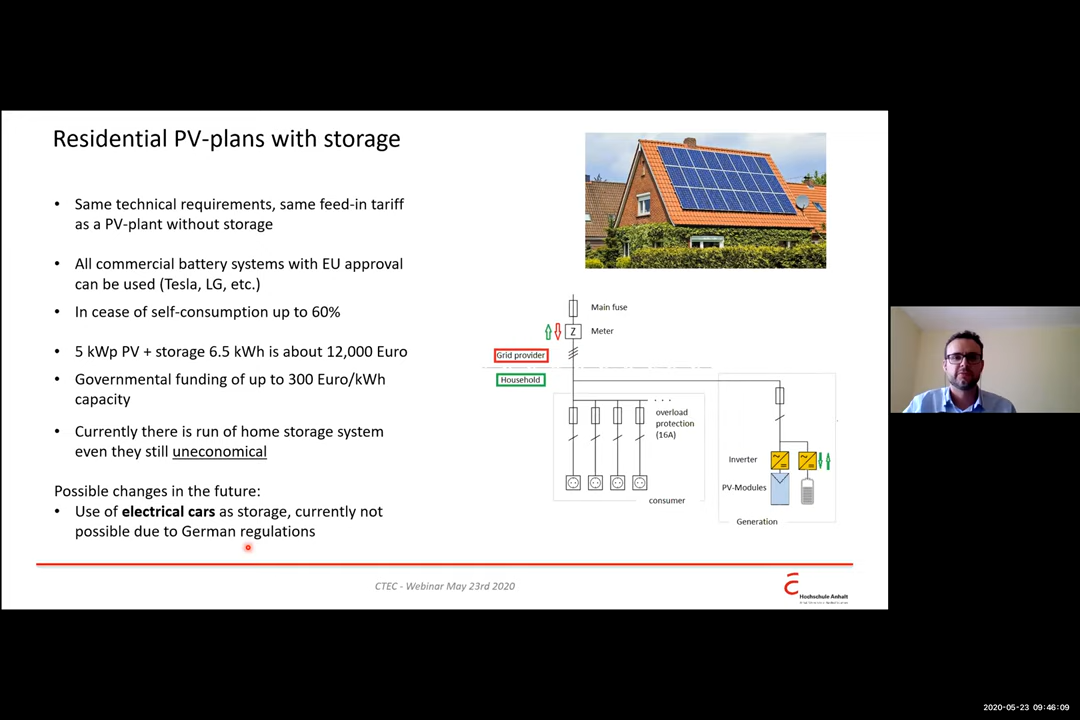 Residential PV-plans with storage
• Same technical requirements, same feed-in tariff
as a PV-plant without storage
• All commercial battery systems with EU approval
can be used (Tesla, LG, etc.)
• In cease of self-consumption up to 60%
• 5 kWp PV + storage 6.5 kWh is about 12,000 Euro
• Governmental funding of up to 300 Euro/kWh
capacity
• Currently there is run of home storage system
even they still uneconomical
Possible changes in the future:
• Use of electrical cars as storage, currently not
possible due to German regulations
Main fuse
Z
Meter
Grid provider
Household
overload
protection
(16A)
Inverter
PV-Modules
consumer
Generation
CTEC - Webinar May 23rd 2020
Hochschule Anhalt
2020-05-23 09:46:09